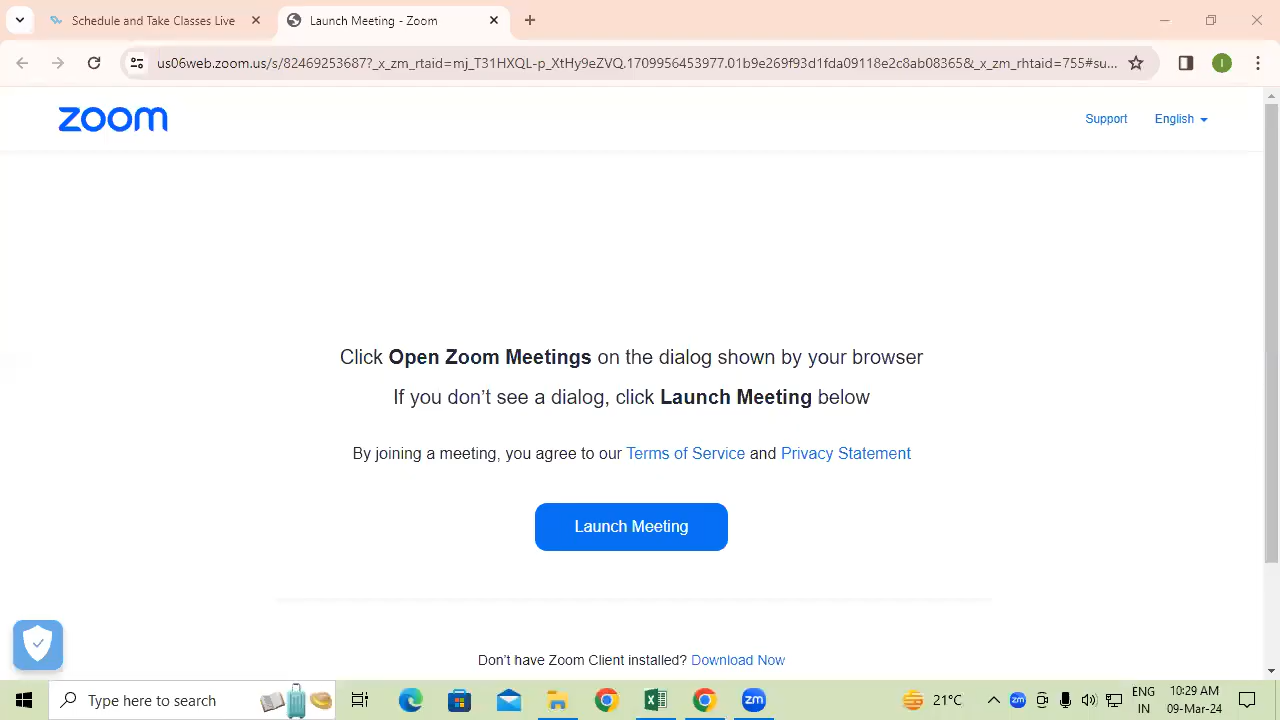 Schedule and Take Classes Live
Launch Meeting - Zoom
us06web.zoom.us/s/82469253687?_x_zm_rtaid=mj_T31HXQL-p_XtHy9eZVQ.1709956453977.01b9e269f93d1fda09118e2c8ab08365&_x_zm_rhtaid=755#su...
I
zoom
Support
English
Click Open Zoom Meetings on the dialog shown by your browser
If you don’t see a dialog, click Launch Meeting below
By joining a meeting, you agree to our Terms of Service and Privacy Statement
Launch Meeting
Don’t have Zoom Client installed? Download Now
Type here to search
zm
21°C
zm
ENG
IN
10:29 AM
09-Mar-24